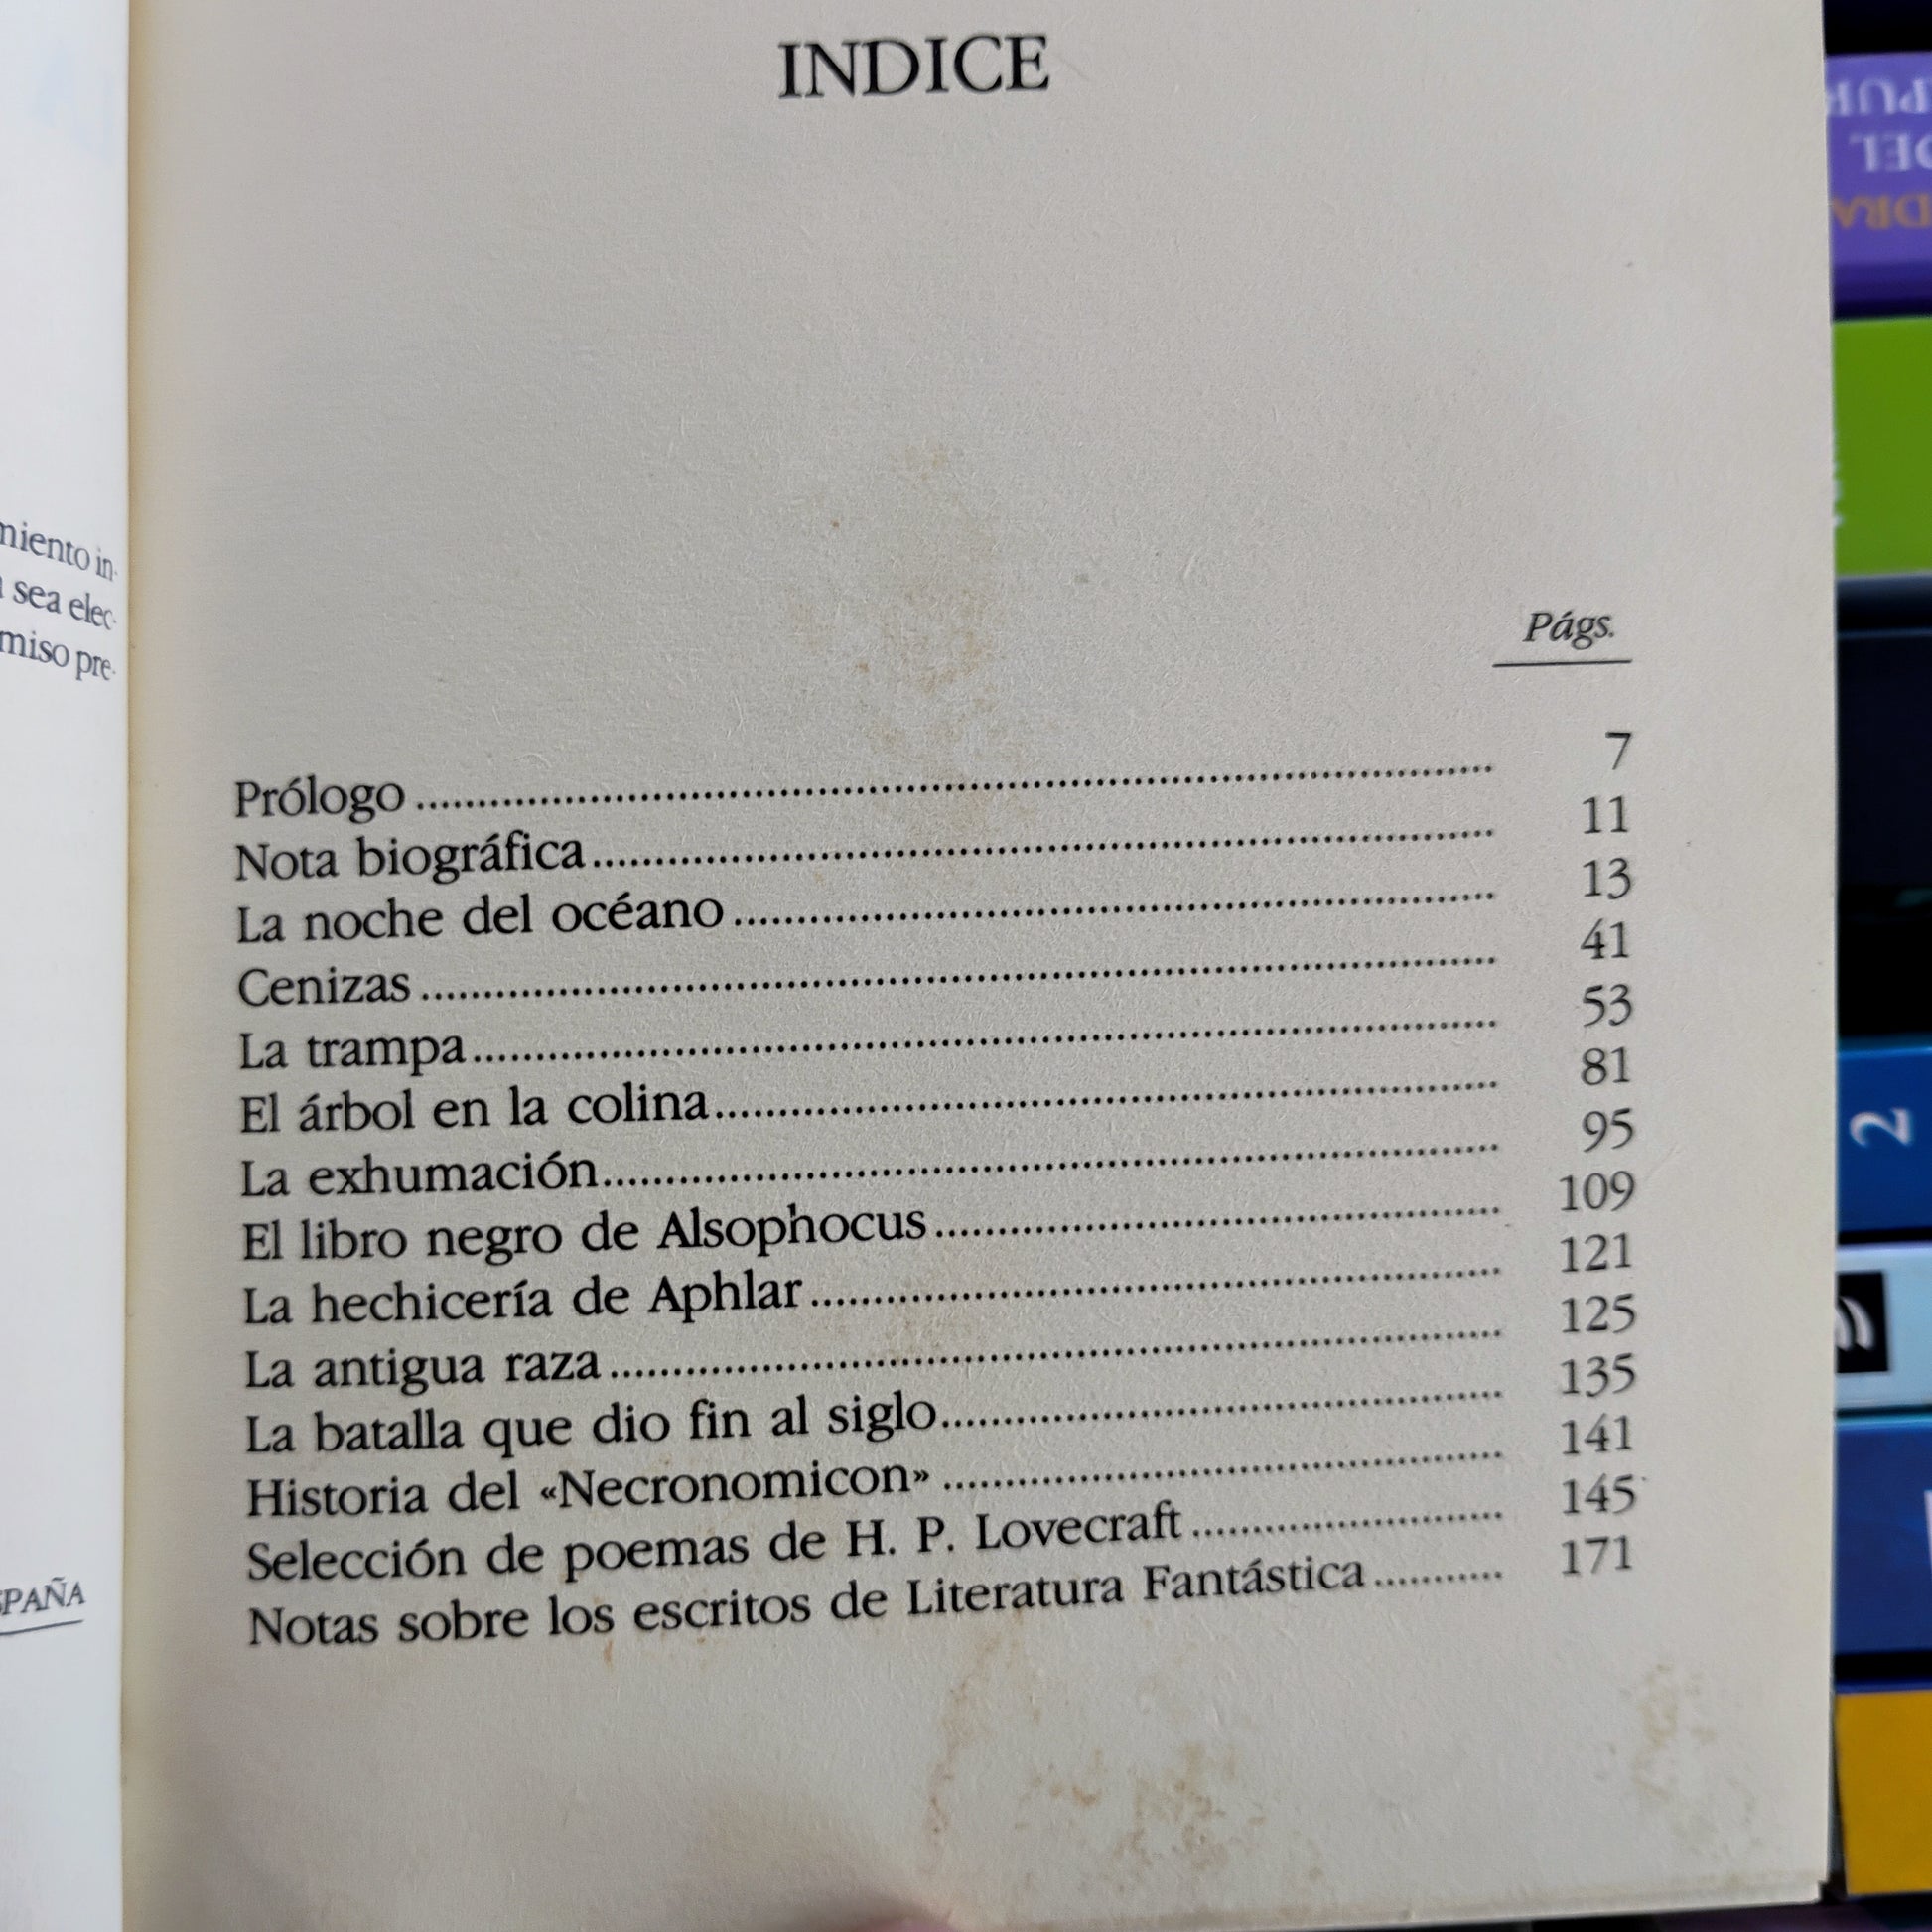 INDICE
Págs.
Prólogo ........ 7
Nota biográfica ........ 11
La noche del océano ........ 13
Cenizas ........ 41
La trampa ........ 53
El árbol en la colina ........ 81
La exhumación ........ 95
El libro negro de Alsophocus ........ 109
La hechicería de Aphlar ........ 121
La antigua raza ........ 125
La batalla que dio fin al siglo ........ 135
Historia del «Necronomicon» ........ 141
Selección de poemas de H. P. Lovecraft ........ 145
Notas sobre los escritos de Literatura Fantástica ........ 171
miento in-
sea elec-
miso pre-
DEL
2